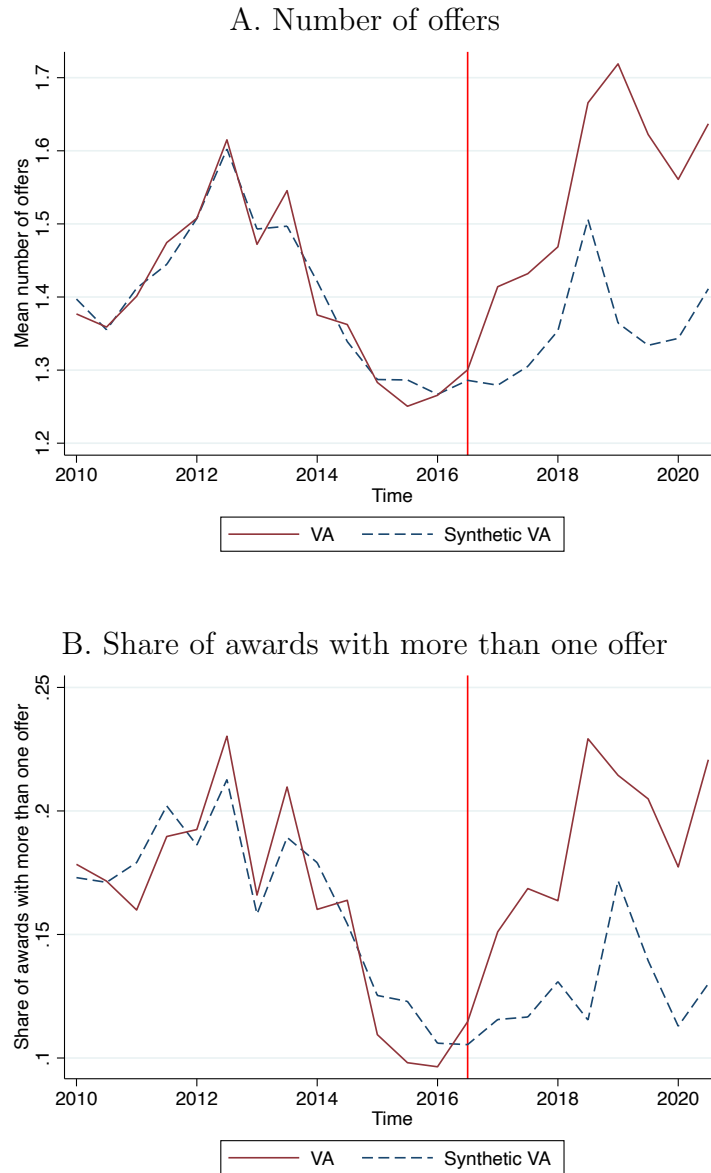 A. Number of offers
Mean number of offers
1.7
1.6
1.5
1.4
1.3
1.2
2010 2012 2014 2016 2018 2020
Time
VA Synthetic VA
B. Share of awards with more than one offer
Share of awards with more than one offer
.25
.2
.15
.1
2010 2012 2014 2016 2018 2020
Time
VA Synthetic VA